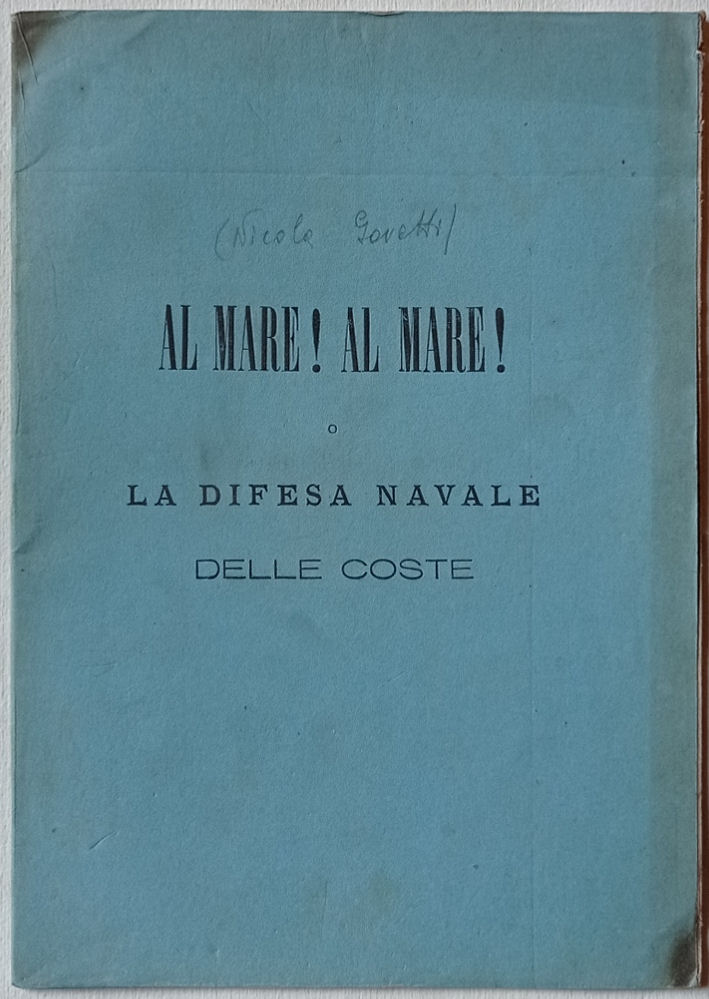 (Nicola Govetti)
AL MARE! AL MARE!
O
LA DIFESA NAVALE
DELLE COSTE